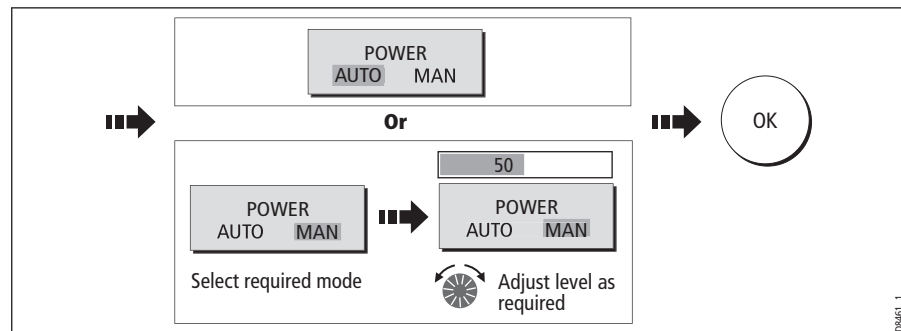 POWER
AUTO MAN
Or
OK
50
POWER
AUTO MAN
POWER
AUTO MAN
Select required mode
Adjust level as
required
D8461_1